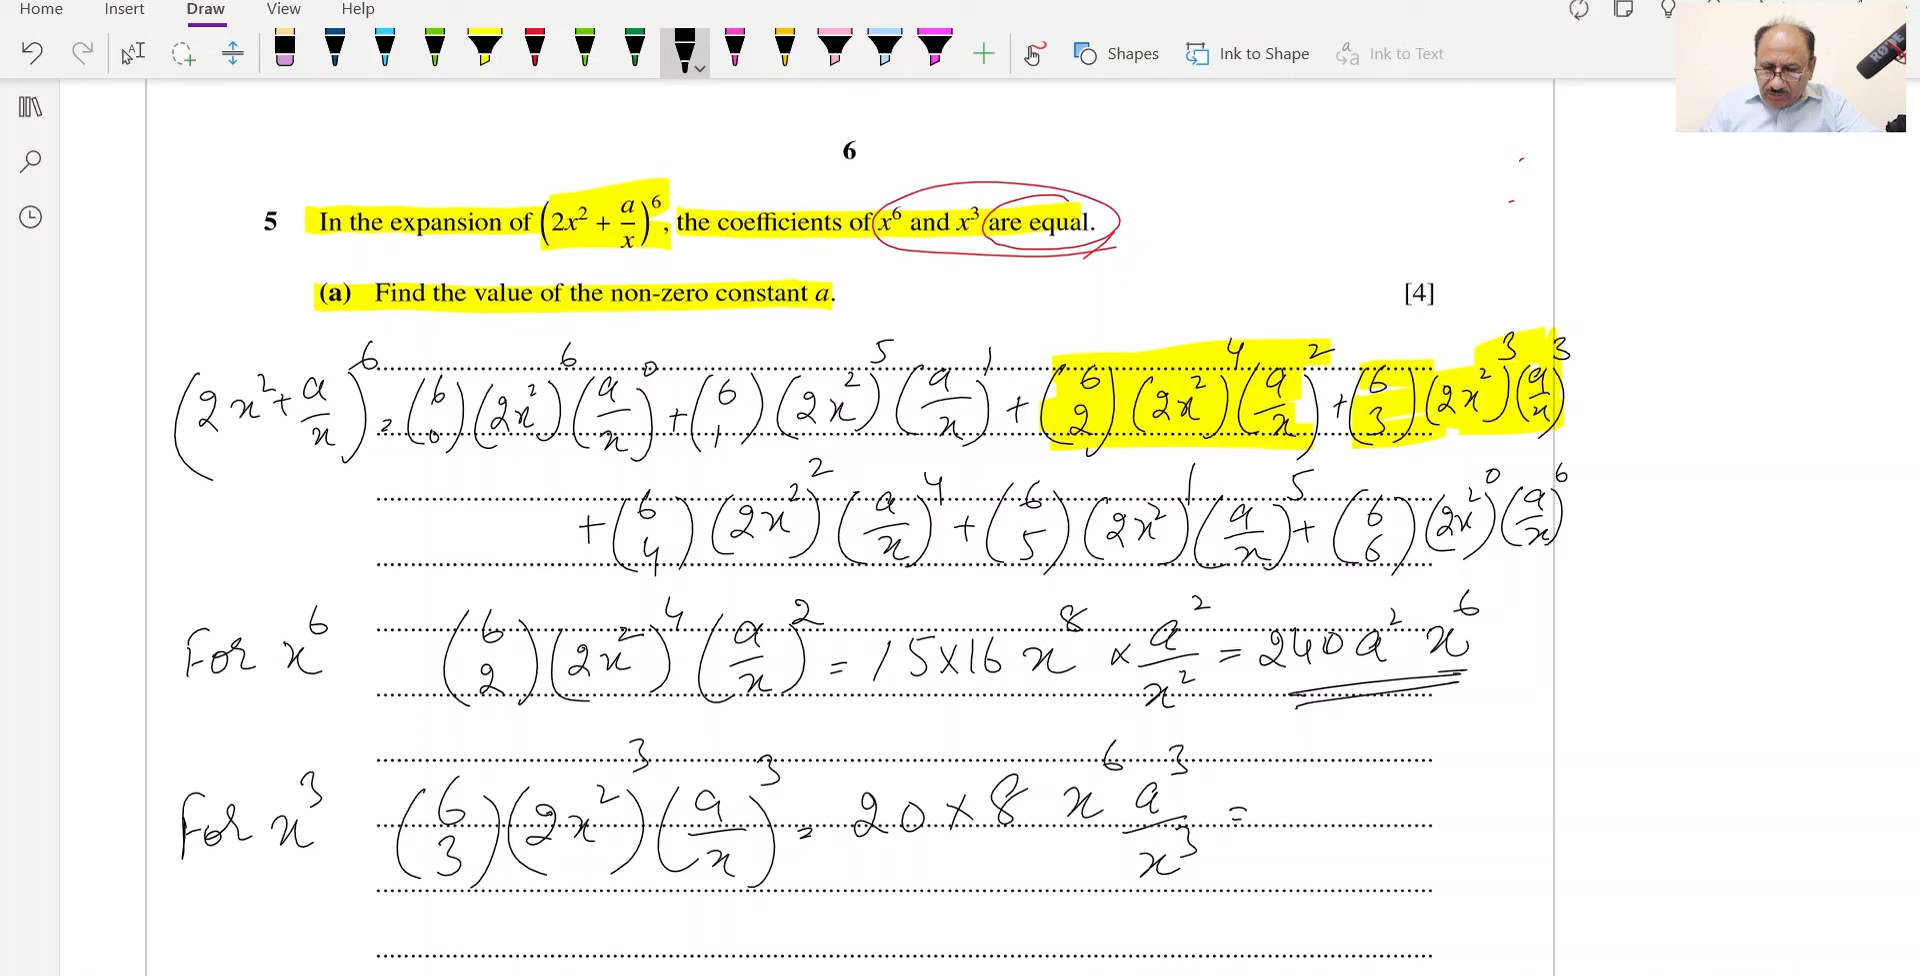 Home Insert Draw View Help
Shapes Ink to Shape Ink to Text
RØDE
6
5 In the expansion of (2x² + a/x)⁶, the coefficients of x⁶ and x³ are equal.
(a) Find the value of the non-zero constant a. [4]
(2x² + a/x)⁶ = (6 0)(2x²)⁶(a/x)⁰ + (6 1)(2x²)⁵(a/x)¹ + (6 2)(2x²)⁴(a/x)² + (6 3)(2x²)³(a/x)³
+ (6 4)(2x²)²(a/x)⁴ + (6 5)(2x²)¹(a/x)⁵ + (6 6)(2x²)⁰(a/x)⁶
For x⁶ (6 2)(2x²)⁴(a/x)² = 15×16 x⁸ × a²/x² = 240a² x⁶
For x³ (6 3)(2x²)³(a/x)³ = 20×8 x⁶ a³/x³ =